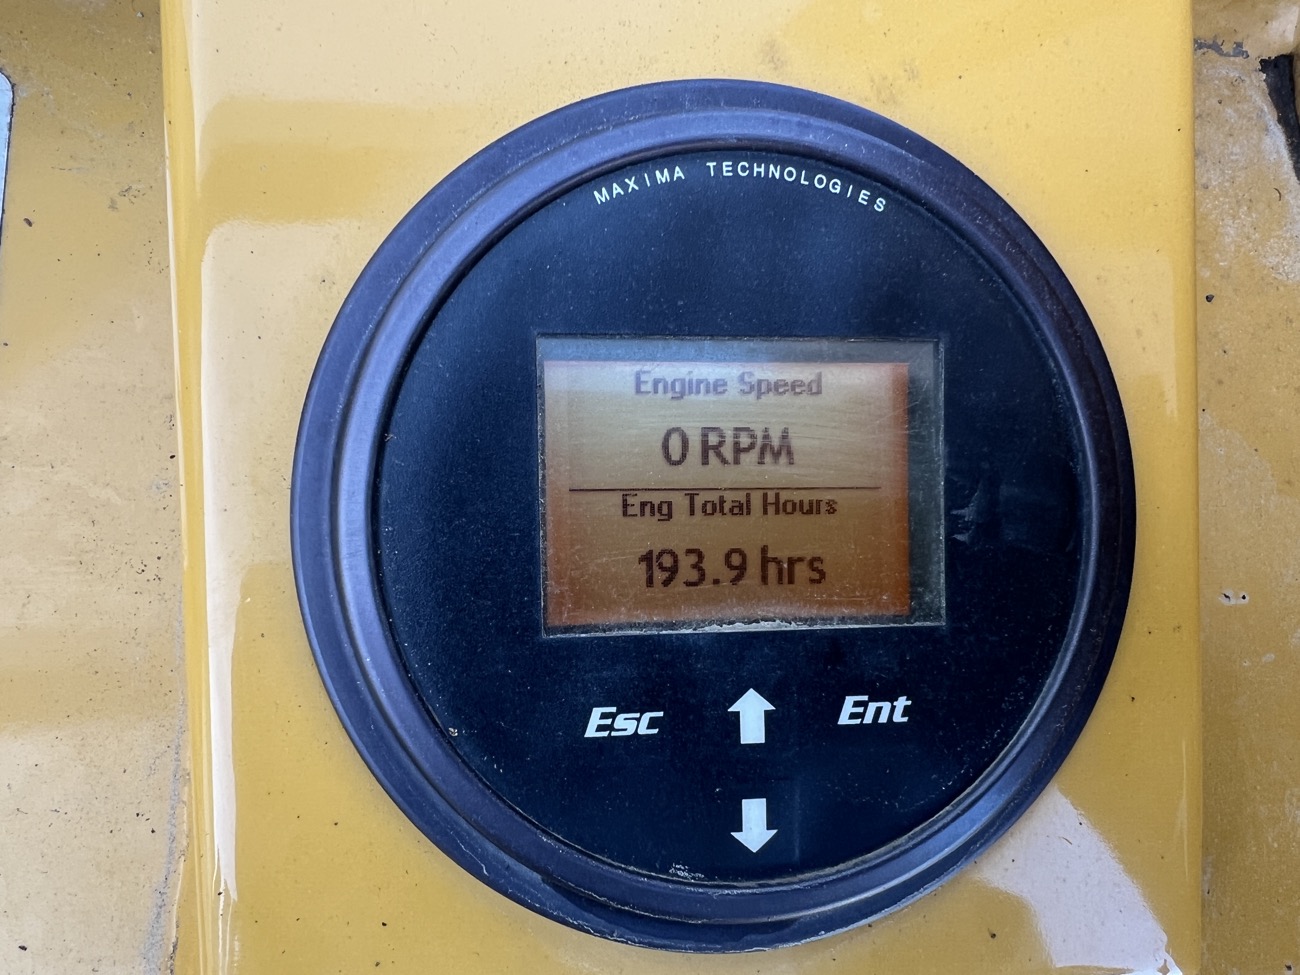 MAXIMA TECHNOLOGIES
Engine Speed
0 RPM
Eng Total Hours
193.9 hrs
Esc
Ent